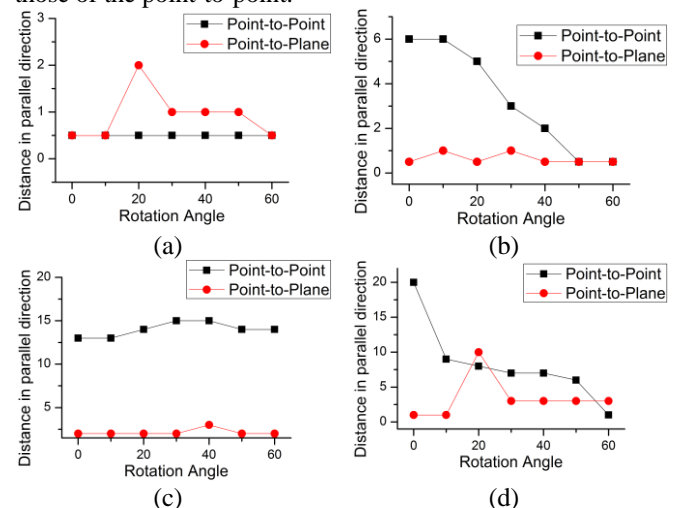 those of the point-to-point.
3
2
1
0
Distance in parallel direction
Point-to-Point
Point-to-Plane
0 20 40 60
Rotation Angle
(a)
6
4
2
0
Distance in parallel direction
Point-to-Point
Point-to-Plane
0 20 40 60
Rotation Angle
(b)
20
15
10
5
Distance in parallel direction
Point-to-Point
Point-to-Plane
0 20 40 60
Rotation Angle
(c)
20
15
10
5
0
Distance in parallel direction
Point-to-Point
Point-to-Plane
0 20 40 60
Rotation Angle
(d)